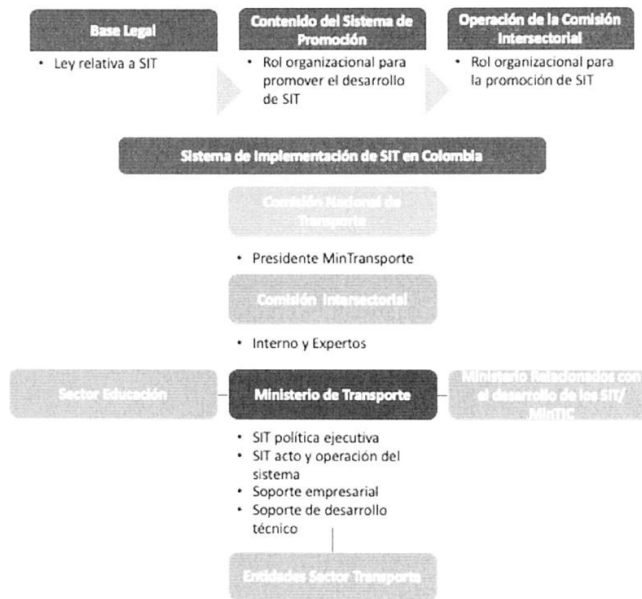 Base Legal
• Ley relativa a SIT
Contenido del Sistema de
Promoción
• Rol organizacional para
promover el desarrollo
de SIT
Operación de la Comisión
Intersectorial
• Rol organizacional para
la promoción de SIT
Sistema de Implementación de SIT en Colombia
Comisión Nacional de
Transporte
• Presidente MinTransporte
Comisión Intersectorial
• Interno y Expertos
Sector Educación
Ministerio de Transporte
Ministerio Relacionados con
el desarrollo de los SIT/
MinTIC
• SIT política ejecutiva
• SIT acto y operación del
sistema
• Soporte empresarial
• Soporte de desarrollo
técnico
Entidades Sector Transporte